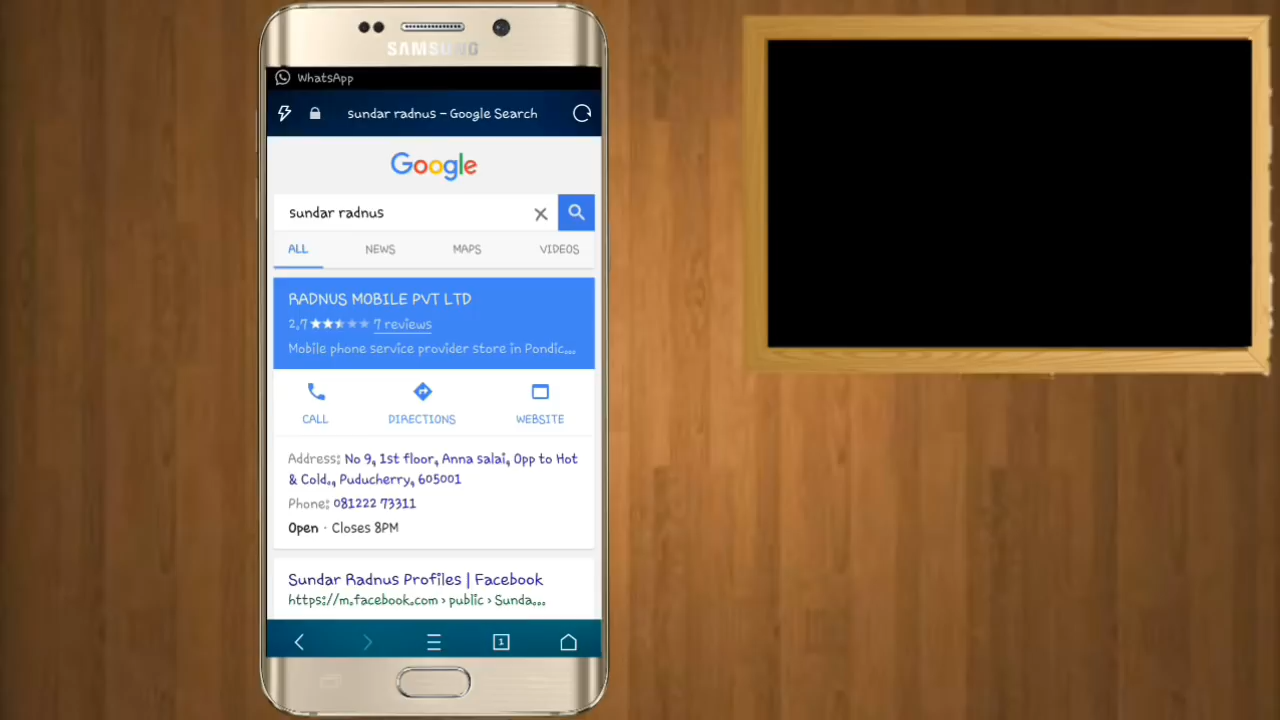 SAMSUNG
WhatsApp
sundar radnus – Google Search
Google
sundar radnus
ALL NEWS MAPS VIDEOS
RADNUS MOBILE PVT LTD
2.7 7 reviews
Mobile phone service provider store in Pondic...
CALL DIRECTIONS WEBSITE
Address: No 9, 1st floor, Anna salai, Opp to Hot
& Cold., Puducherry, 605001
Phone: 081222 73311
Open · Closes 8PM
Sundar Radnus Profiles | Facebook
https://m.facebook.com › public › Sunda...
1